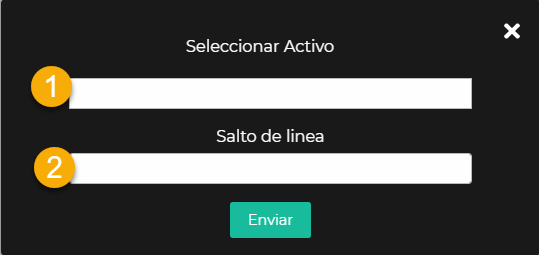 Seleccionar Activo
1
Salto de linea
2
Enviar